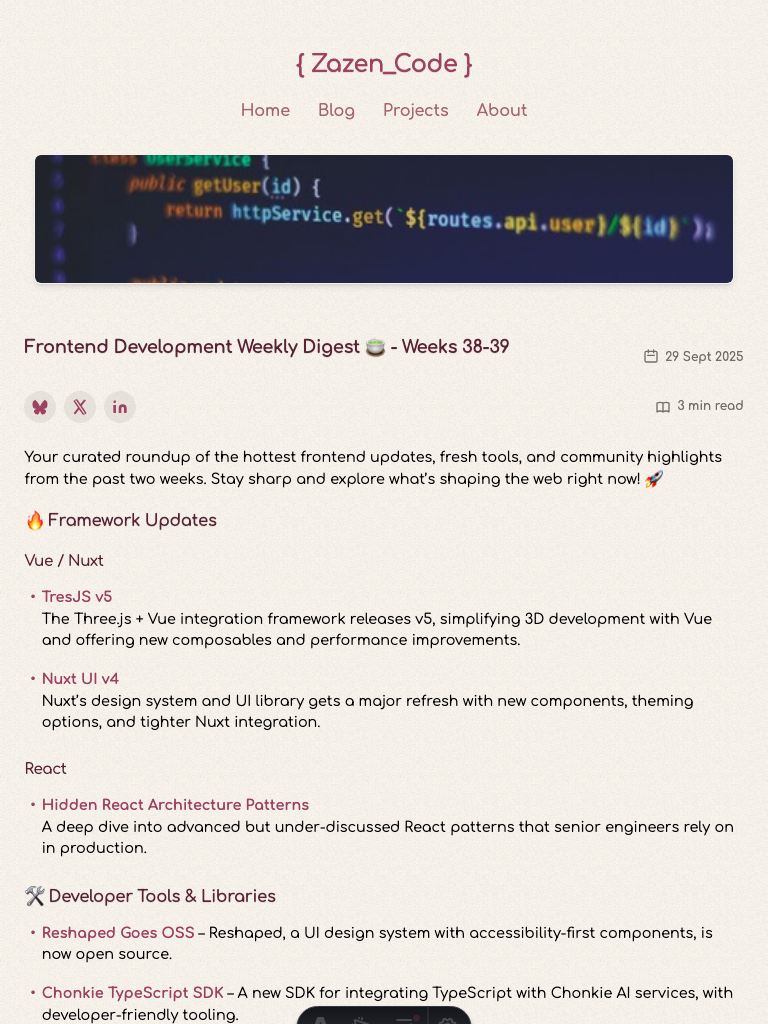 { Zazen_Code }
Home Blog Projects About
class UserService {
public getUser(id) {
return httpService.get(`${routes.api.user}/${id}`);
}
Frontend Development Weekly Digest 🍵 - Weeks 38-39
29 Sept 2025
3 min read
Your curated roundup of the hottest frontend updates, fresh tools, and community highlights
from the past two weeks. Stay sharp and explore what's shaping the web right now! 🚀
🔥 Framework Updates
Vue / Nuxt
• TresJS v5
The Three.js + Vue integration framework releases v5, simplifying 3D development with Vue
and offering new composables and performance improvements.
• Nuxt UI v4
Nuxt's design system and UI library gets a major refresh with new components, theming
options, and tighter Nuxt integration.
React
• Hidden React Architecture Patterns
A deep dive into advanced but under-discussed React patterns that senior engineers rely on
in production.
🛠️ Developer Tools & Libraries
• Reshaped Goes OSS – Reshaped, a UI design system with accessibility-first components, is
now open source.
• Chonkie TypeScript SDK – A new SDK for integrating TypeScript with Chonkie AI services, with
developer-friendly tooling.